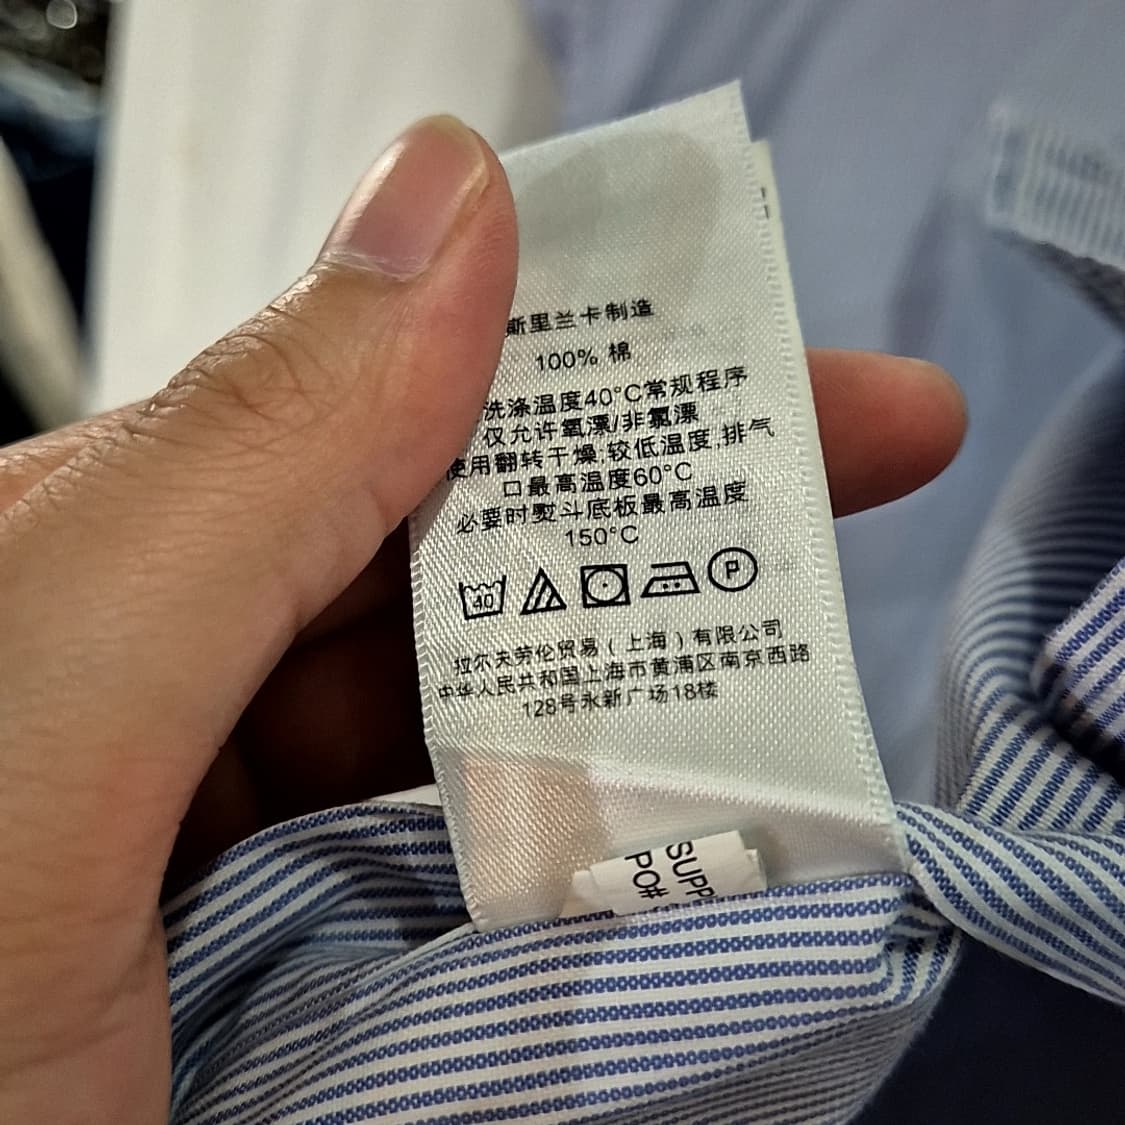 斯里兰卡制造
100% 棉
洗涤温度40°C常规程序
仅允许氧漂/非氯漂
使用翻转干燥,较低温度,排气
口最高温度60°C
必要时熨斗底板最高温度
150°C
40
P
拉尔夫劳伦贸易(上海)有限公司
中华人民共和国上海市黄浦区南京西路
128号永新广场18楼
SUPP
PO#